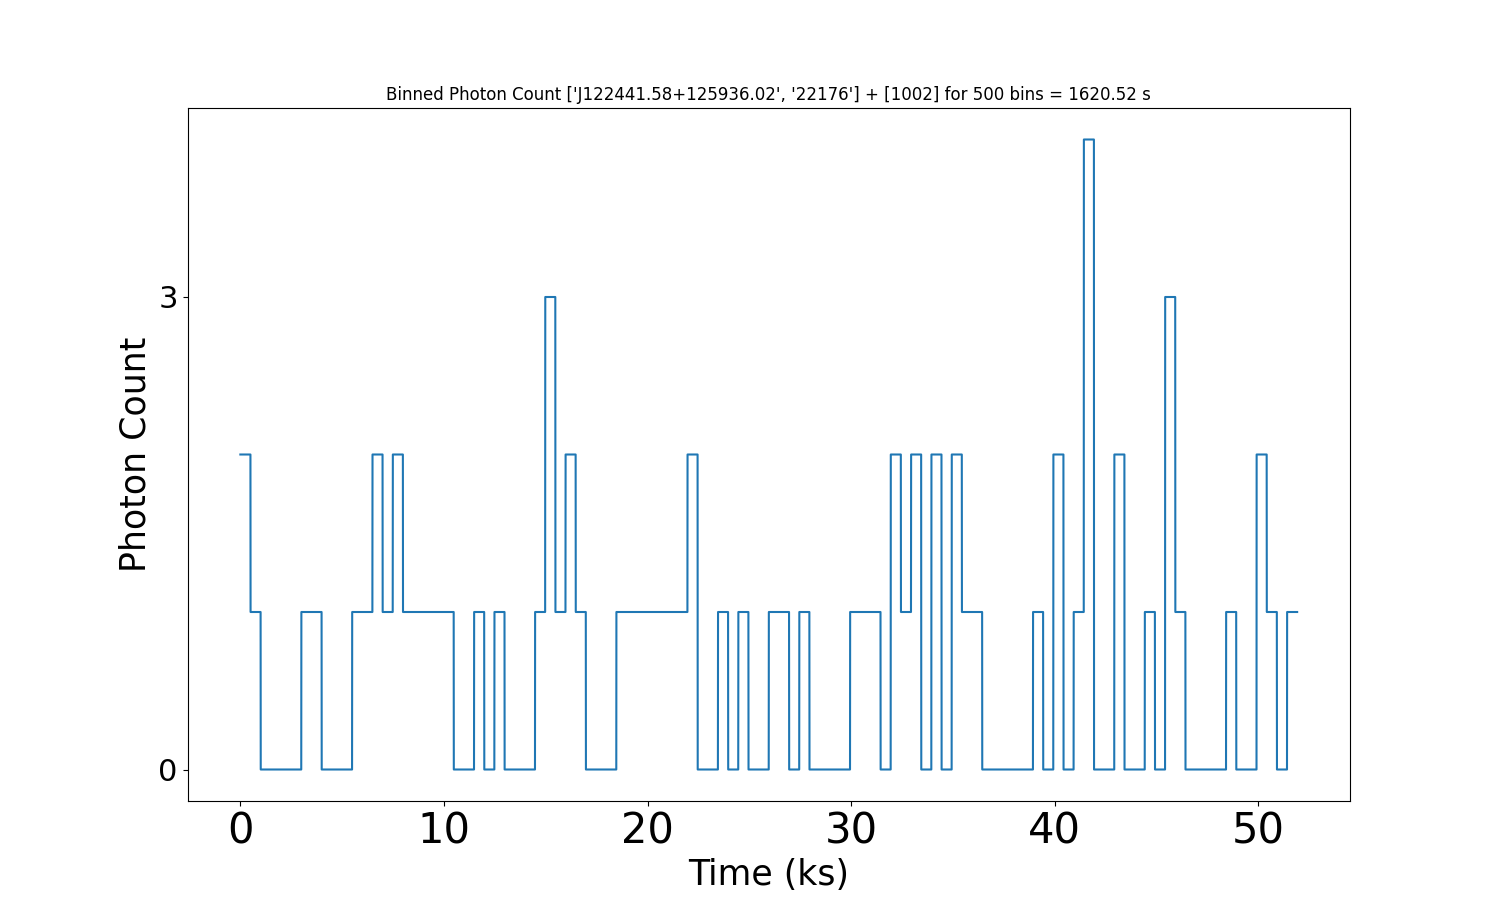 Binned Photon Count ['J122441.58+125936.02', '22176'] + [1002] for 500 bins = 1620.52 s
3
0
Photon Count
0 10 20 30 40 50
Time (ks)